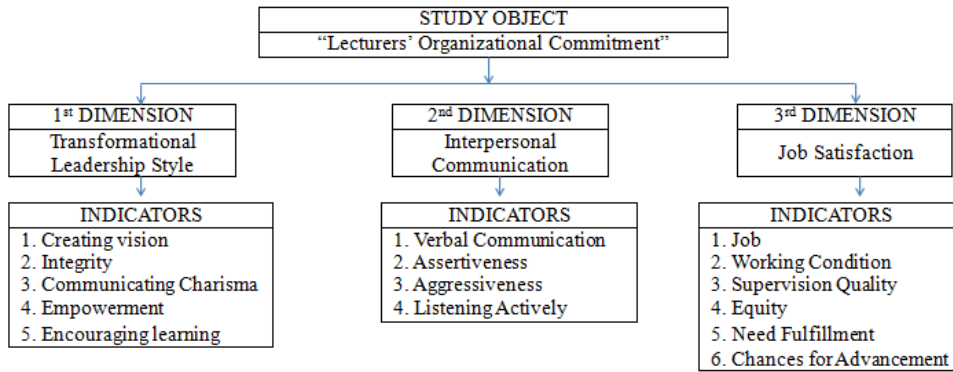 STUDY OBJECT
“Lecturers’ Organizational Commitment”
1st DIMENSION
Transformational
Leadership Style
INDICATORS
1. Creating vision
2. Integrity
3. Communicating Charisma
4. Empowerment
5. Encouraging learning
2nd DIMENSION
Interpersonal
Communication
INDICATORS
1. Verbal Communication
2. Assertiveness
3. Aggressiveness
4. Listening Actively
3rd DIMENSION
Job Satisfaction
INDICATORS
1. Job
2. Working Condition
3. Supervision Quality
4. Equity
5. Need Fulfillment
6. Chances for Advancement